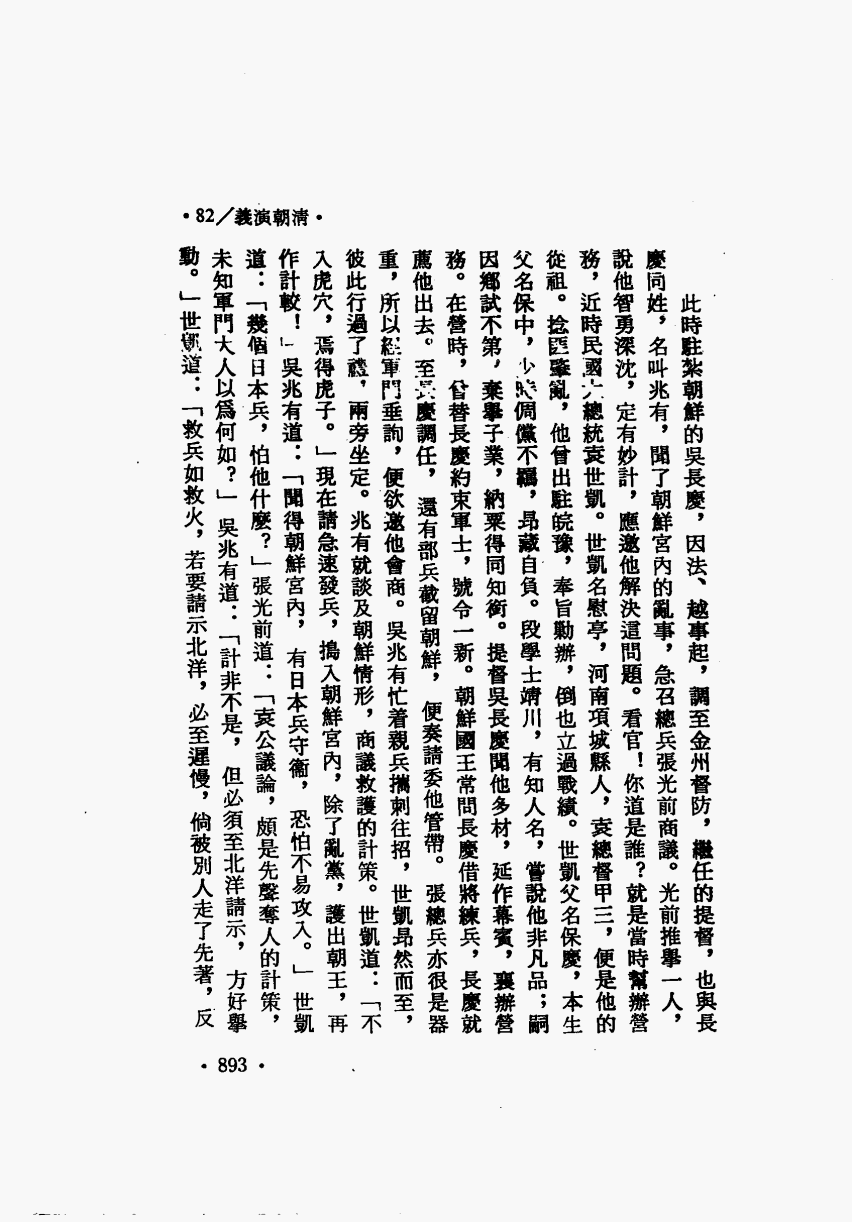 •82／義演朝清•
此時駐紮朝鮮的吳長慶，因法、越事起，調至金州督防，繼任的提督，也與長
慶同姓，名叫兆有，聞了朝鮮宮內的亂事，急召總兵張光前商議。光前推舉一人，
說他智勇深沈，定有妙計，應邀他解決這問題。看官！你道是誰？就是當時幫辦營
務，近時民國大總統袁世凱。世凱名慰亭，河南項城縣人，袁總督甲三，便是他的
從祖。捻匪肇亂，他曾出駐皖豫，奉旨勦辦，倒也立過戰績。世凱父名保慶，本生
父名保中，少時倜儻不羈，昂藏自負。段學士靖川，有知人名，嘗說他非凡品；嗣
因鄉試不第，棄舉子業，納粟得同知銜。提督吳長慶聞他多材，延作幕賓，襄辦營
務。在營時，曾替長慶約束軍士，號令一新。朝鮮國王常問長慶借將練兵，長慶就
薦他出去。至長慶調任，還有部兵截留朝鮮，便奏請委他管帶。張總兵亦很是器
重，所以經軍門垂詢，便欲邀他會商。吳兆有忙着親兵攜刺往招，世凱昂然而至，
彼此行過了禮，兩旁坐定。兆有就談及朝鮮情形，商議救護的計策。世凱道：「不
入虎穴，焉得虎子。」現在請急速發兵，搗入朝鮮宮內，除了亂黨，護出朝王，再
作計較！」吳兆有道：「聞得朝鮮宮內，有日本兵守衞，恐怕不易攻入。」世凱
道：「幾個日本兵，怕他什麼？」張光前道：「袁公議論，頗是先聲奪人的計策，
未知軍門大人以爲何如？」吳兆有道：「計非不是，但必須至北洋請示，方好舉
動。」世凱道：「救兵如救火，若要請示北洋，必至遲慢，倘被別人走了先著，反
•893•